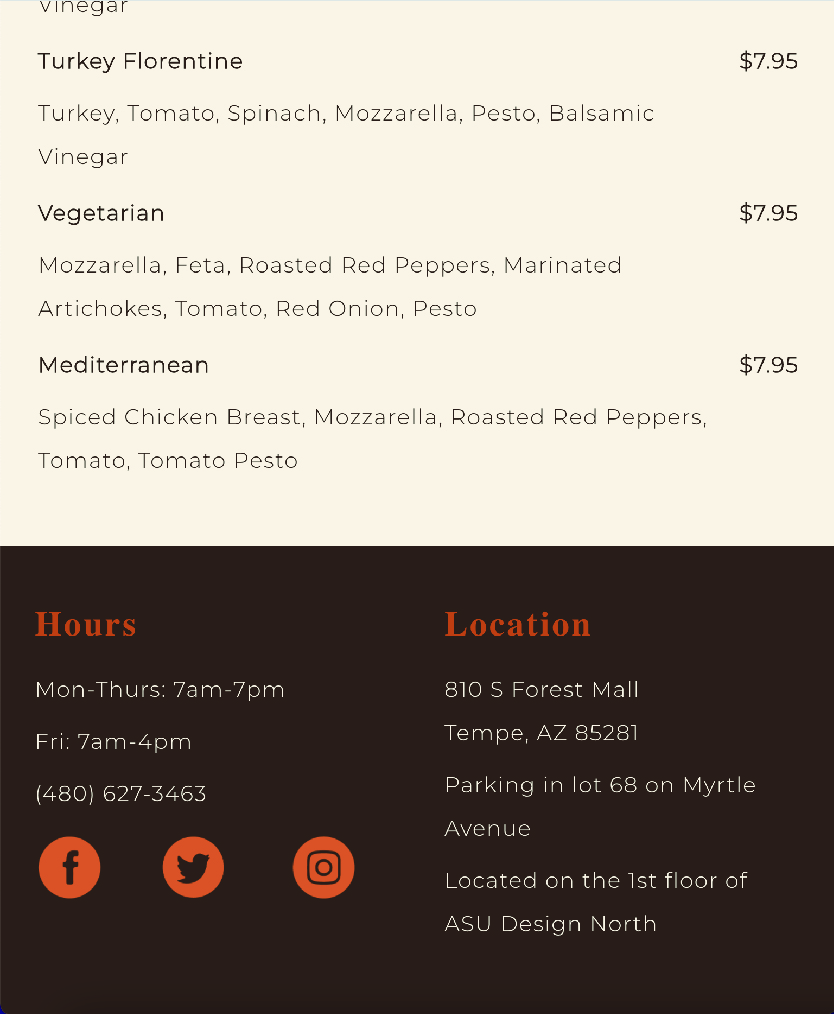 Vinegar
Turkey Florentine $7.95
Turkey, Tomato, Spinach, Mozzarella, Pesto, Balsamic
Vinegar
Vegetarian $7.95
Mozzarella, Feta, Roasted Red Peppers, Marinated
Artichokes, Tomato, Red Onion, Pesto
Mediterranean $7.95
Spiced Chicken Breast, Mozzarella, Roasted Red Peppers,
Tomato, Tomato Pesto
Hours
Mon-Thurs: 7am-7pm
Fri: 7am-4pm
(480) 627-3463
Location
810 S Forest Mall
Tempe, AZ 85281
Parking in lot 68 on Myrtle
Avenue
Located on the 1st floor of
ASU Design North